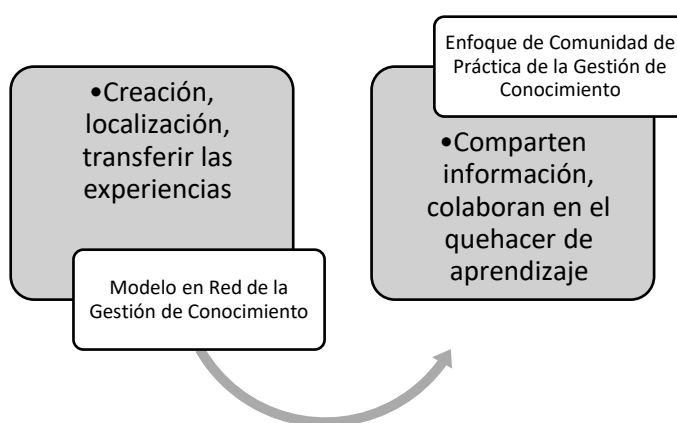 •Creación,
localización,
transferir las
experiencias
Modelo en Red de la
Gestión de Conocimiento
Enfoque de Comunidad de
Práctica de la Gestión de
Conocimiento
•Comparten
información,
colaboran en el
quehacer de
aprendizaje